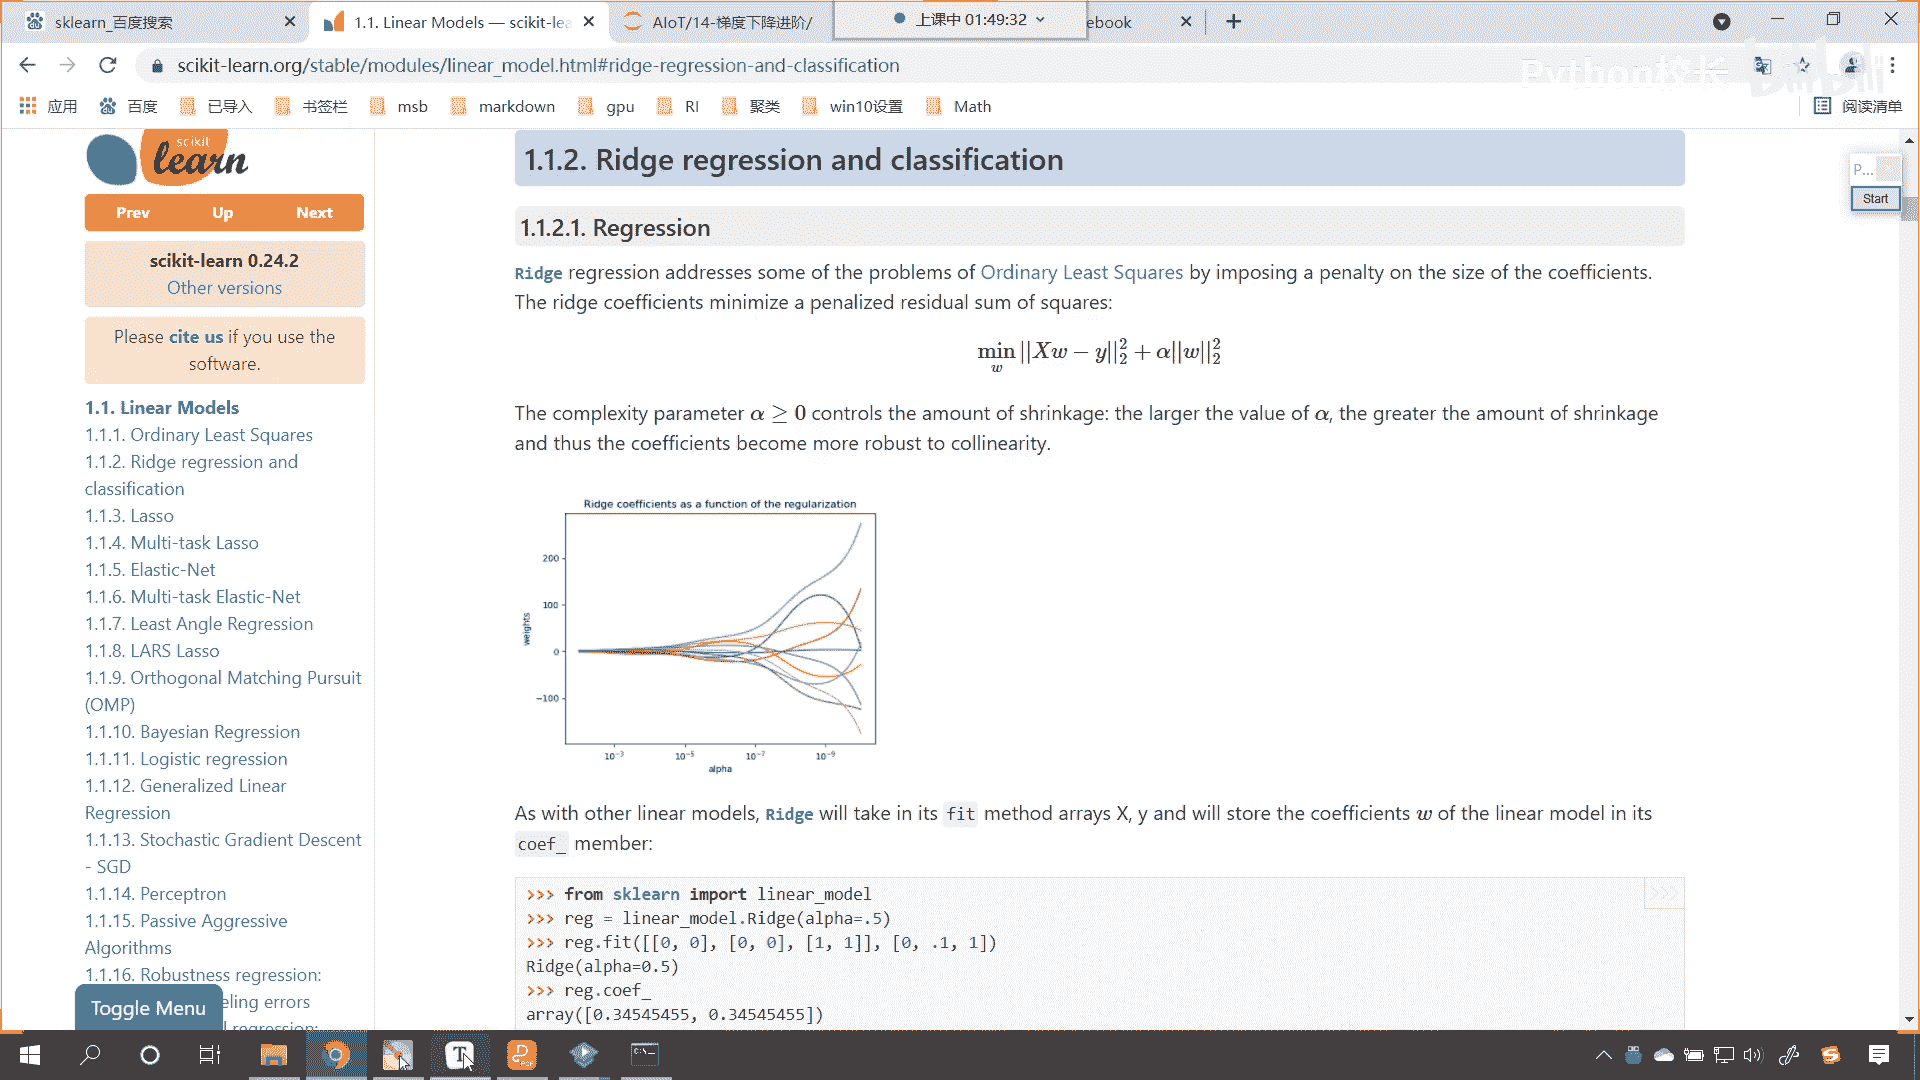 sklearn_百度搜索
1.1. Linear Models — scikit-lea
AIoT/14-梯度下降进阶/
上课中 01:49:32
ebook
scikit-learn.org/stable/modules/linear_model.html#ridge-regression-and-classification
Python校长
bilibili
应用
百度
已导入
书签栏
msb
markdown
gpu
RI
聚类
win10设置
Math
阅读清单
scikit
learn
Prev
Up
Next
scikit-learn 0.24.2
Other versions
Please cite us if you use the
software.
1.1. Linear Models
1.1.1. Ordinary Least Squares
1.1.2. Ridge regression and
classification
1.1.3. Lasso
1.1.4. Multi-task Lasso
1.1.5. Elastic-Net
1.1.6. Multi-task Elastic-Net
1.1.7. Least Angle Regression
1.1.8. LARS Lasso
1.1.9. Orthogonal Matching Pursuit
(OMP)
1.1.10. Bayesian Regression
1.1.11. Logistic regression
1.1.12. Generalized Linear
Regression
1.1.13. Stochastic Gradient Descent
- SGD
1.1.14. Perceptron
1.1.15. Passive Aggressive
Algorithms
1.1.16. Robustness regression:
eling errors
l regression:
Toggle Menu
1.1.2. Ridge regression and classification
1.1.2.1. Regression
Ridge regression addresses some of the problems of Ordinary Least Squares by imposing a penalty on the size of the coefficients.
The ridge coefficients minimize a penalized residual sum of squares:
min_w ||Xw − y||₂² + α||w||₂²
The complexity parameter α ≥ 0 controls the amount of shrinkage: the larger the value of α, the greater the amount of shrinkage
and thus the coefficients become more robust to collinearity.
Ridge coefficients as a function of the regularization
200
100
0
−100
weights
10⁻³
10⁻⁵
10⁻⁷
10⁻⁹
alpha
As with other linear models, Ridge will take in its fit method arrays X, y and will store the coefficients w of the linear model in its
coef_ member:
>>> from sklearn import linear_model
>>> reg = linear_model.Ridge(alpha=.5)
>>> reg.fit([[0, 0], [0, 0], [1, 1]], [0, .1, 1])
Ridge(alpha=0.5)
>>> reg.coef_
array([0.34545455, 0.34545455])
>>>
P...
Start